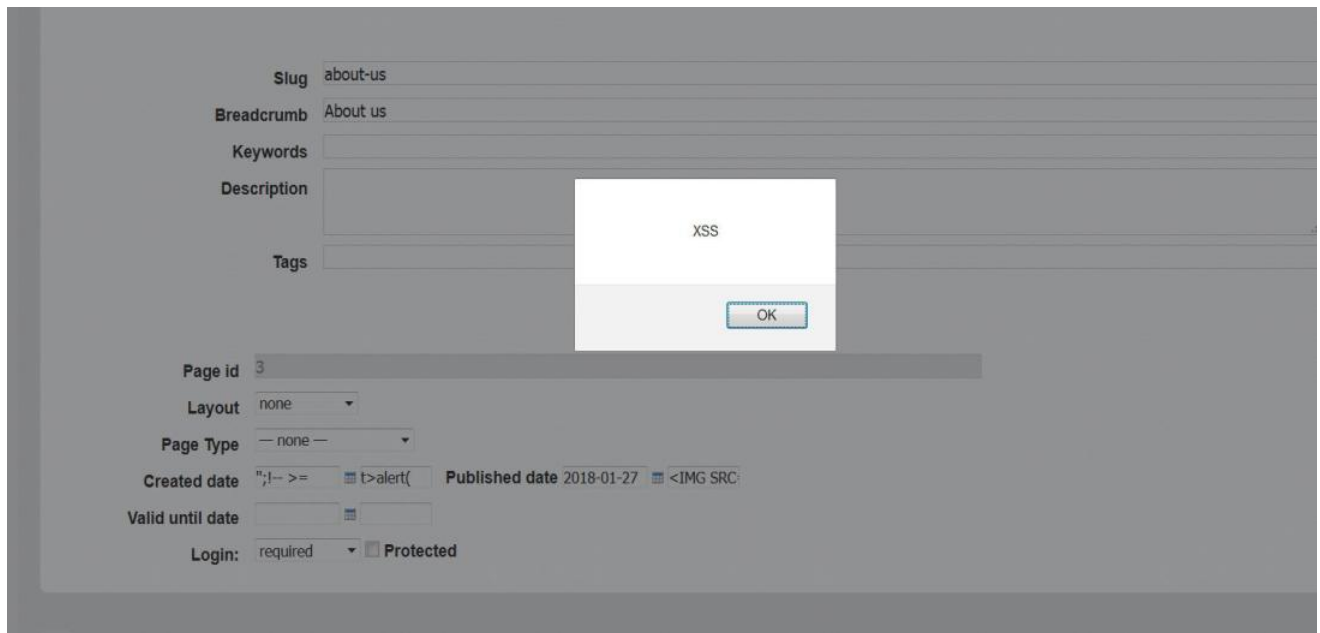 Slug about-us
Breadcrumb About us
Keywords
Description
XSS
Tags
OK
Page id 3
Layout none
Page Type — none —
Created date ";!-- >= t>alert( Published date 2018-01-27 <IMG SRC=
Valid until date
Login: required Protected